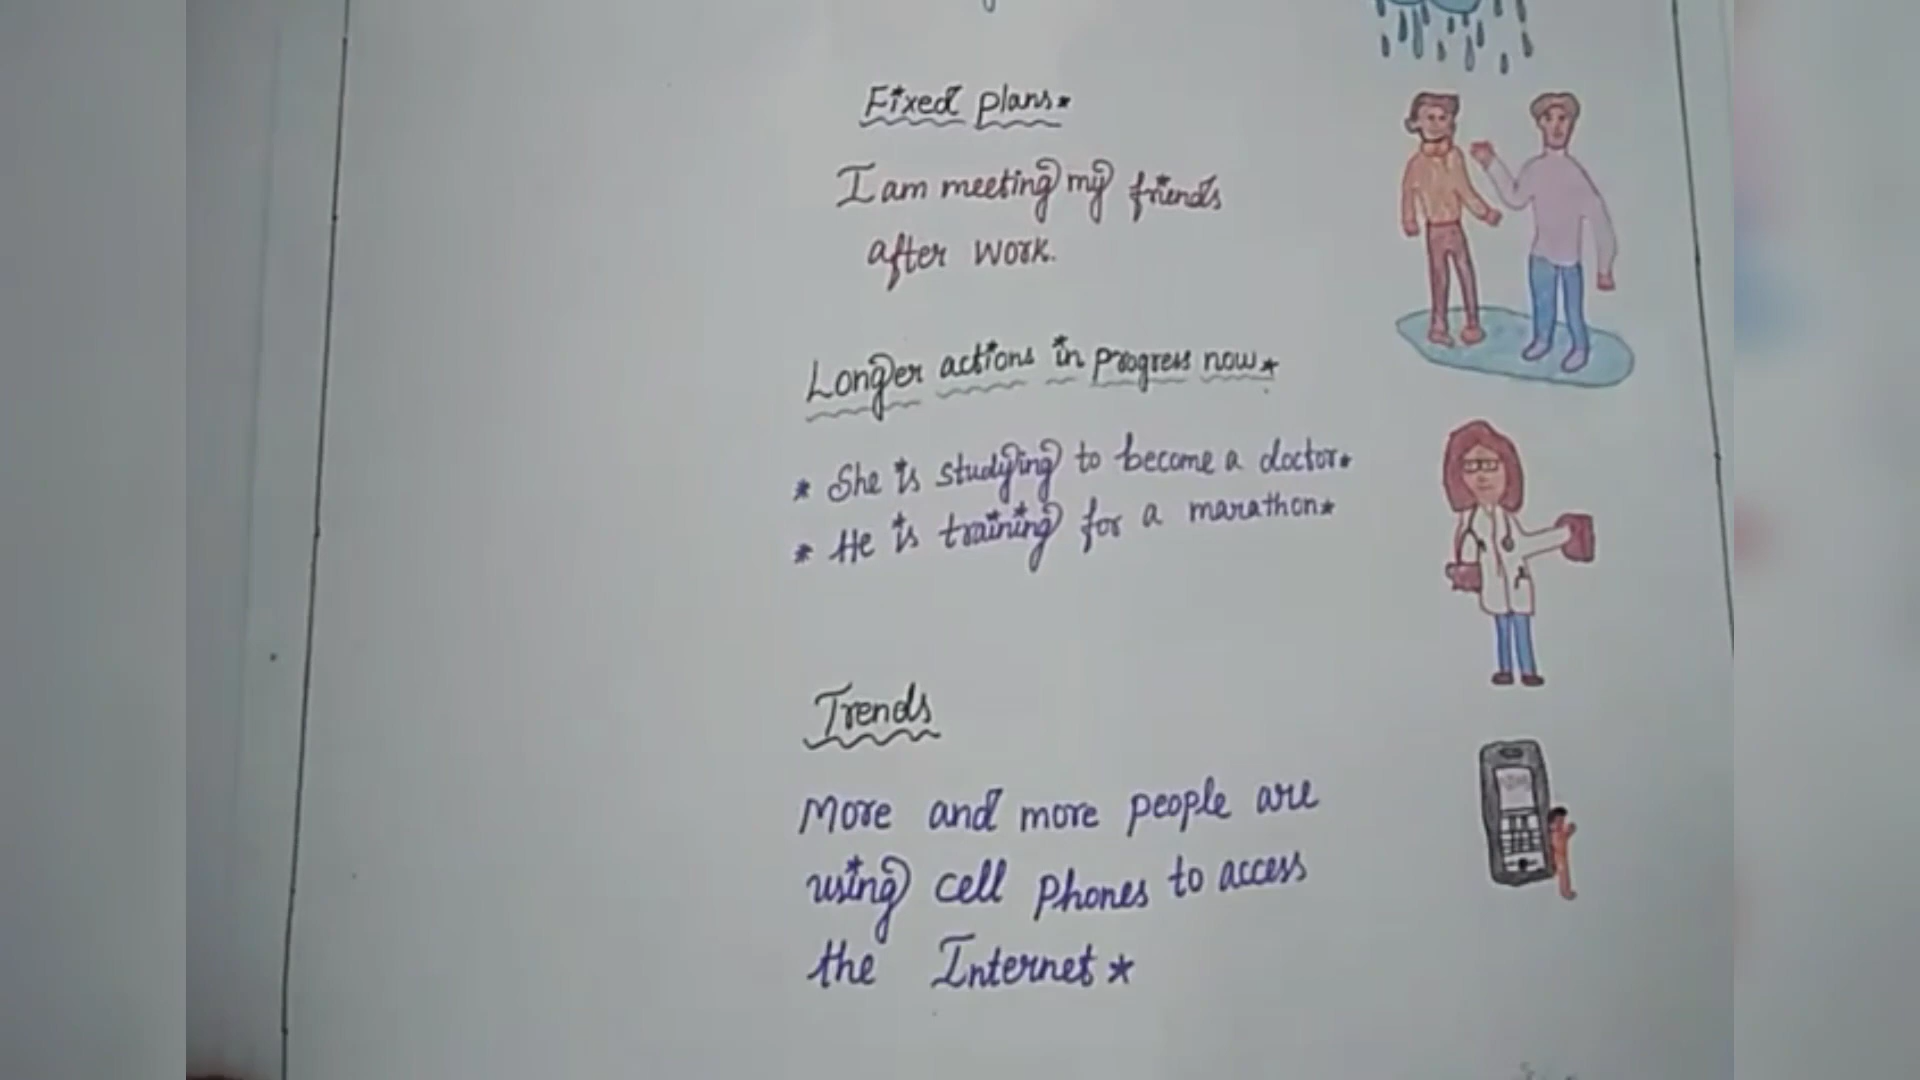 Fixed plans*
I am meeting my friends
after work.
Longer actions in progress now*
* She is studying to become a doctor*
* He is training for a marathon*
Trends
More and more people are
using cell phones to access
the Internet *